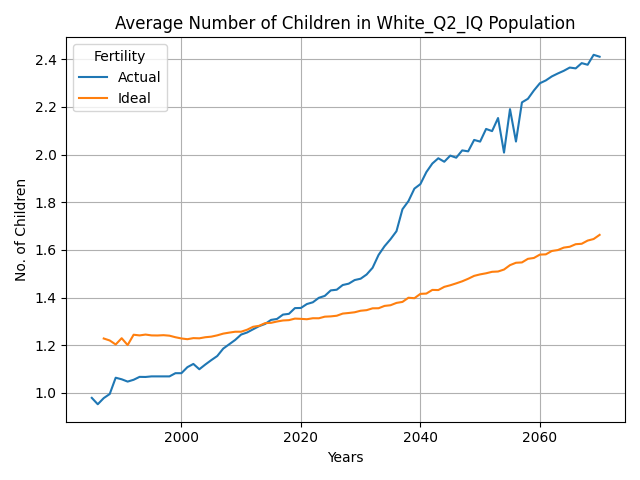 Average Number of Children in White_Q2_IQ Population
Fertility
Actual
Ideal
No. of Children
2.4
2.2
2.0
1.8
1.6
1.4
1.2
1.0
2000 2020 2040 2060
Years